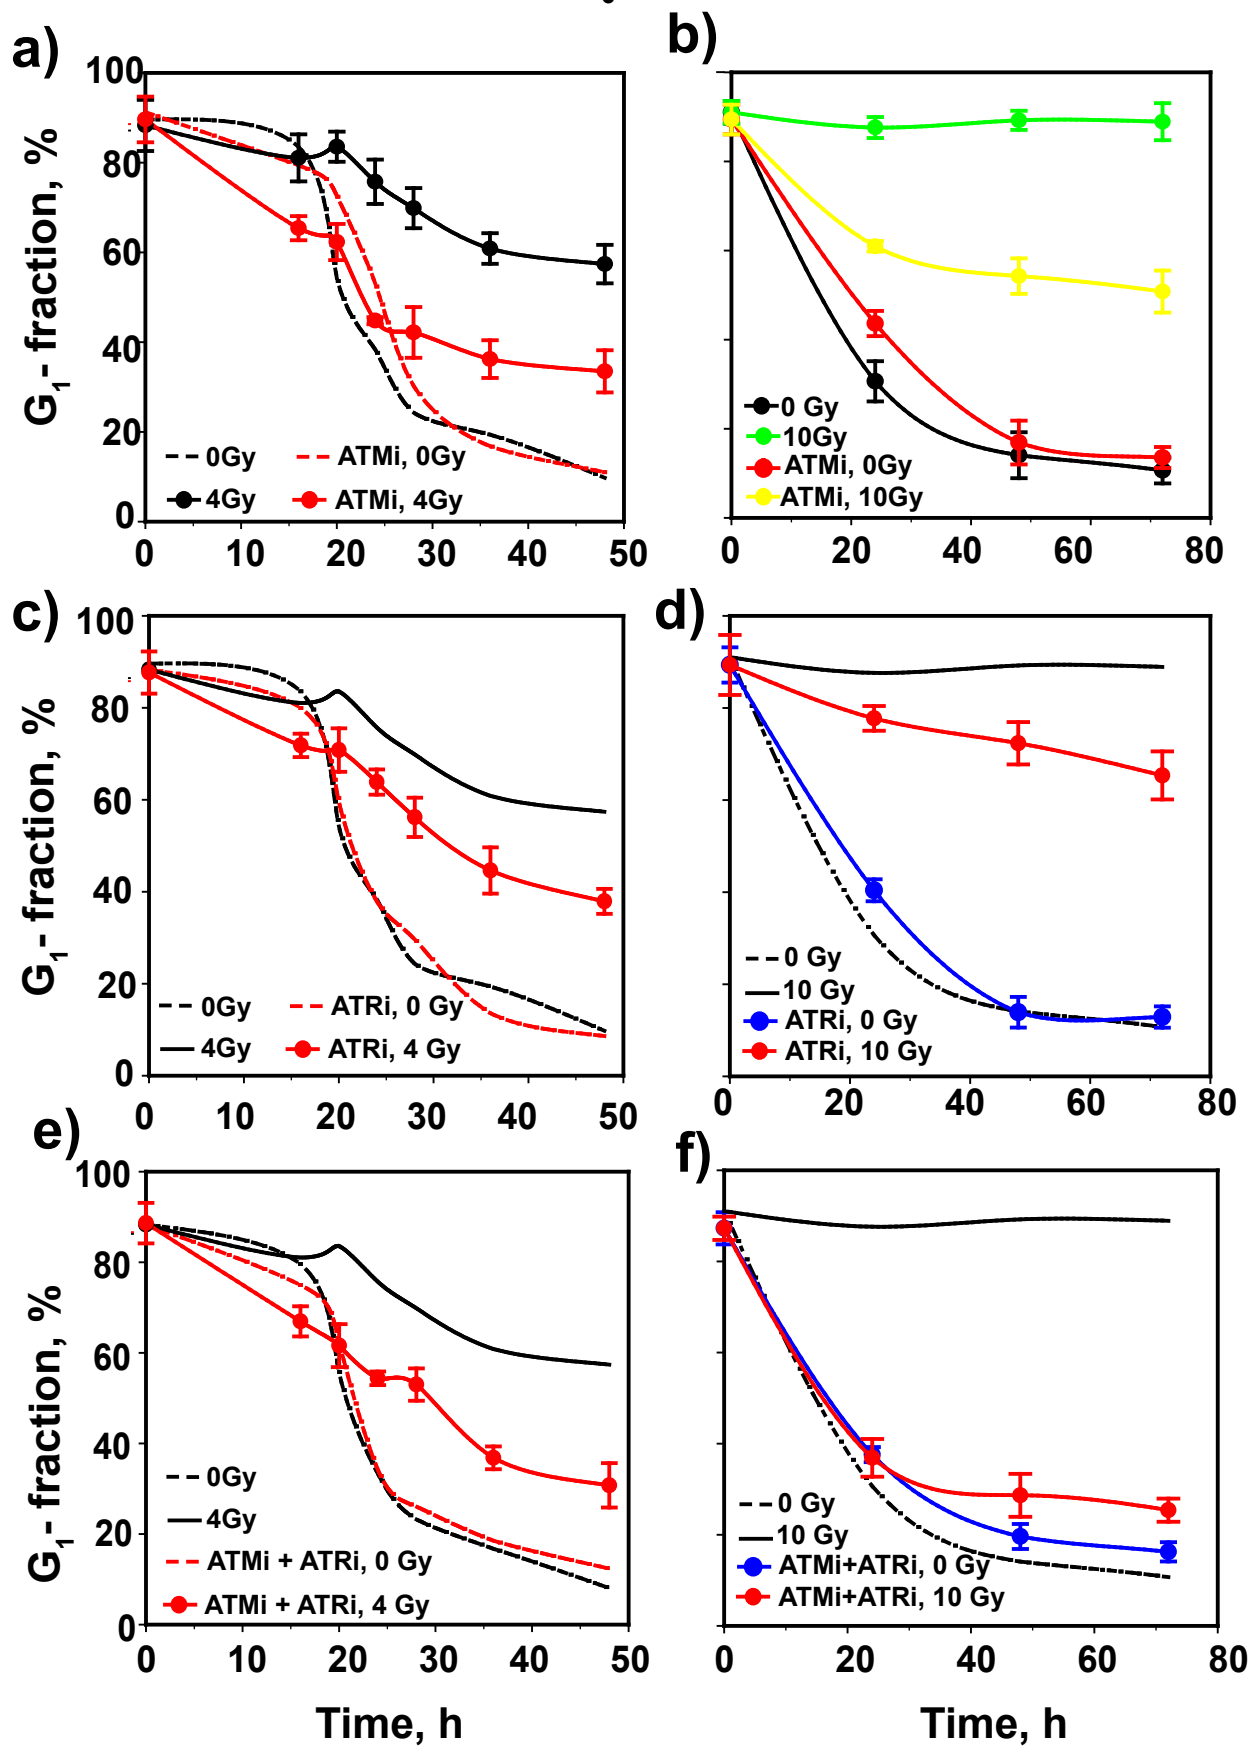 a)
b)
100
80
60
40
20
0
G1- fraction, %
0Gy
ATMi, 0Gy
4Gy
ATMi, 4Gy
0 10 20 30 40 50
0 Gy
10Gy
ATMi, 0Gy
ATMi, 10Gy
0 20 40 60 80
c)
d)
100
80
60
40
20
0
G1- fraction, %
0Gy
ATRi, 0 Gy
4Gy
ATRi, 4 Gy
0 10 20 30 40 50
0 Gy
10 Gy
ATRi, 0 Gy
ATRi, 10 Gy
0 20 40 60 80
e)
f)
100
80
60
40
20
0
G1- fraction, %
0Gy
4Gy
ATMi + ATRi, 0 Gy
ATMi + ATRi, 4 Gy
0 10 20 30 40 50
Time, h
0 Gy
10 Gy
ATMi+ATRi, 0 Gy
ATMi+ATRi, 10 Gy
0 20 40 60 80
Time, h